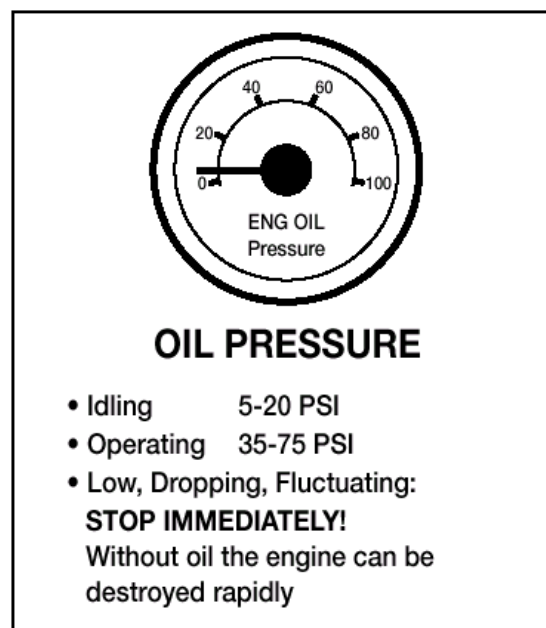 40 60
20 80
0 100
ENG OIL
Pressure
OIL PRESSURE
• Idling 5-20 PSI
• Operating 35-75 PSI
• Low, Dropping, Fluctuating:
STOP IMMEDIATELY!
Without oil the engine can be
destroyed rapidly